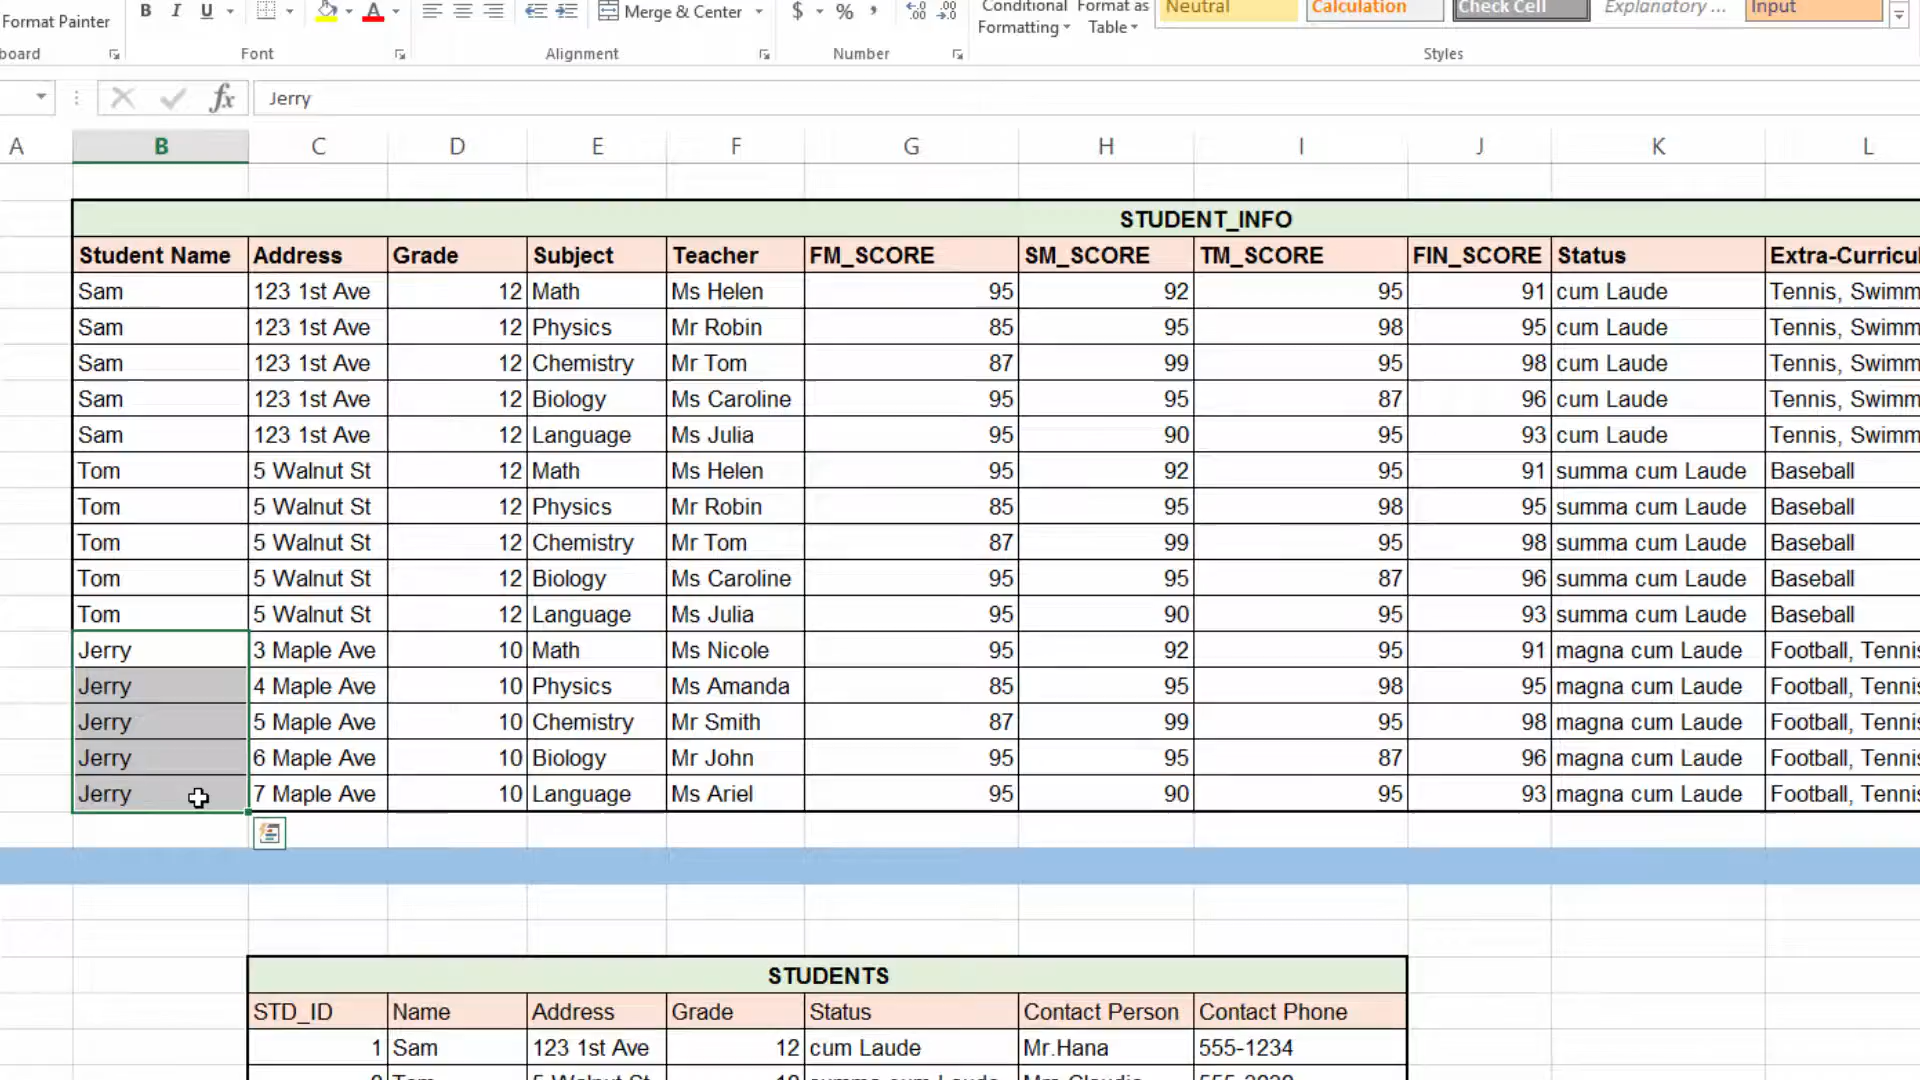 Format Painter B I U A Merge & Center $ % , Conditional Format as Neutral Calculation Check Cell Explanatory ... Input
Formatting Table
board Font Alignment Number Styles
fx Jerry
A B C D E F G H I J K L
STUDENT_INFO
Student Name Address Grade Subject Teacher FM_SCORE SM_SCORE TM_SCORE FIN_SCORE Status Extra-Curricul
Sam 123 1st Ave 12 Math Ms Helen 95 92 95 91 cum Laude Tennis, Swimm
Sam 123 1st Ave 12 Physics Mr Robin 85 95 98 95 cum Laude Tennis, Swimm
Sam 123 1st Ave 12 Chemistry Mr Tom 87 99 95 98 cum Laude Tennis, Swimm
Sam 123 1st Ave 12 Biology Ms Caroline 95 95 87 96 cum Laude Tennis, Swimm
Sam 123 1st Ave 12 Language Ms Julia 95 90 95 93 cum Laude Tennis, Swimm
Tom 5 Walnut St 12 Math Ms Helen 95 92 95 91 summa cum Laude Baseball
Tom 5 Walnut St 12 Physics Mr Robin 85 95 98 95 summa cum Laude Baseball
Tom 5 Walnut St 12 Chemistry Mr Tom 87 99 95 98 summa cum Laude Baseball
Tom 5 Walnut St 12 Biology Ms Caroline 95 95 87 96 summa cum Laude Baseball
Tom 5 Walnut St 12 Language Ms Julia 95 90 95 93 summa cum Laude Baseball
Jerry 3 Maple Ave 10 Math Ms Nicole 95 92 95 91 magna cum Laude Football, Tennis
Jerry 4 Maple Ave 10 Physics Ms Amanda 85 95 98 95 magna cum Laude Football, Tennis
Jerry 5 Maple Ave 10 Chemistry Mr Smith 87 99 95 98 magna cum Laude Football, Tennis
Jerry 6 Maple Ave 10 Biology Mr John 95 95 87 96 magna cum Laude Football, Tennis
Jerry 7 Maple Ave 10 Language Ms Ariel 95 90 95 93 magna cum Laude Football, Tennis
STUDENTS
STD_ID Name Address Grade Status Contact Person Contact Phone
1 Sam 123 1st Ave 12 cum Laude Mr.Hana 555-1234